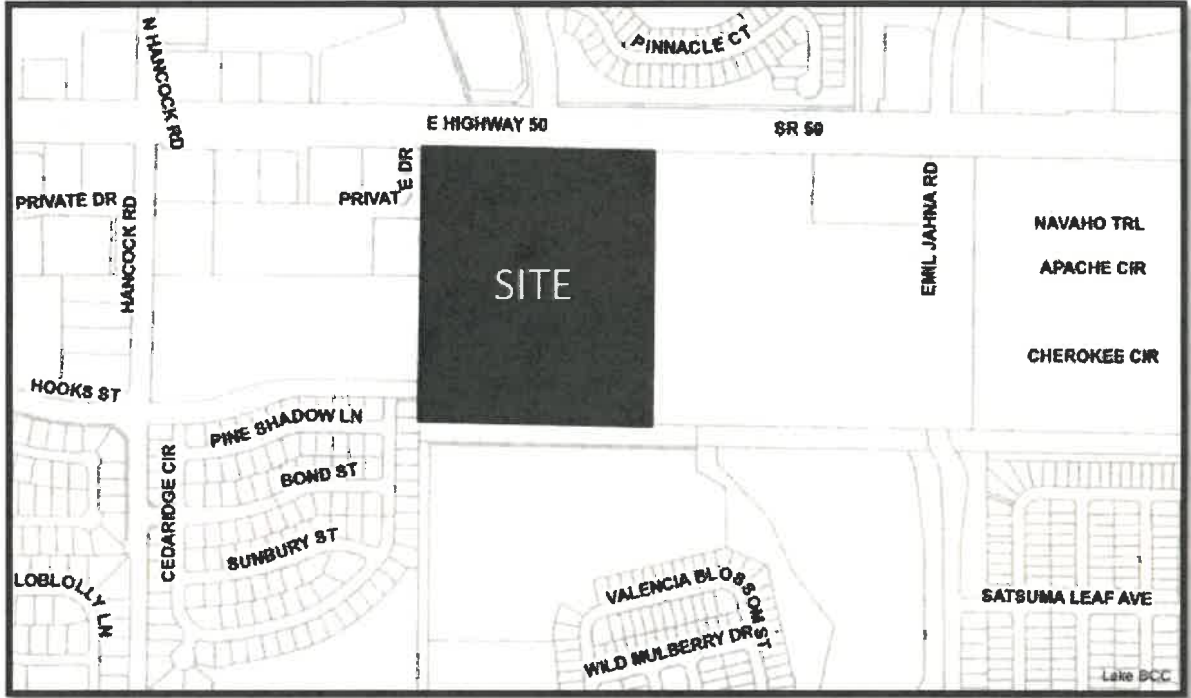 PINNACLE CT
N HANCOCK RD
E HIGHWAY 50
SR 50
PRIVATE DR
HANCOCK RD
PRIVATE DR
SITE
EMIL JAHNA RD
NAVAHO TRL
APACHE CIR
CHEROKEE CIR
HOOKS ST
PINE SHADOW LN
CEDARIDGE CIR
BOND ST
SUNBURY ST
LOBLOLLY LN
VALENCIA BLOSSOM ST
WILD MULBERRY DR
SATSUMA LEAF AVE
Lake BCC